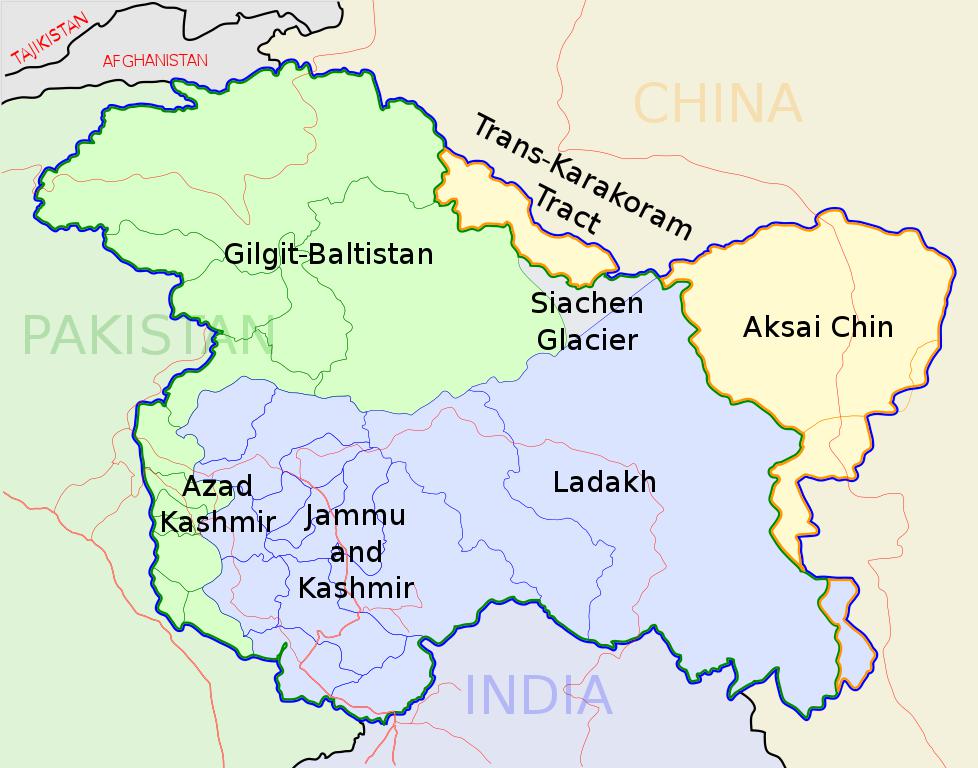 TAJIKISTAN
AFGHANISTAN
CHINA
Trans-Karakoram
Tract
Gilgit-Baltistan
Siachen
Glacier
Aksai Chin
PAKISTAN
Azad
Kashmir
Jammu
and
Kashmir
Ladakh
INDIA